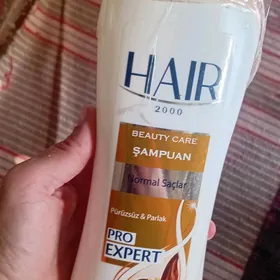 HAIR
2000
BEAUTY CARE
ŞAMPUAN
Normal Saçlar
Pürüzsüz & Parlak
PRO
EXPERT